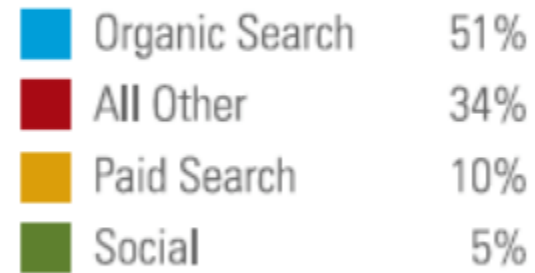 Organic Search 51%
All Other 34%
Paid Search 10%
Social 5%